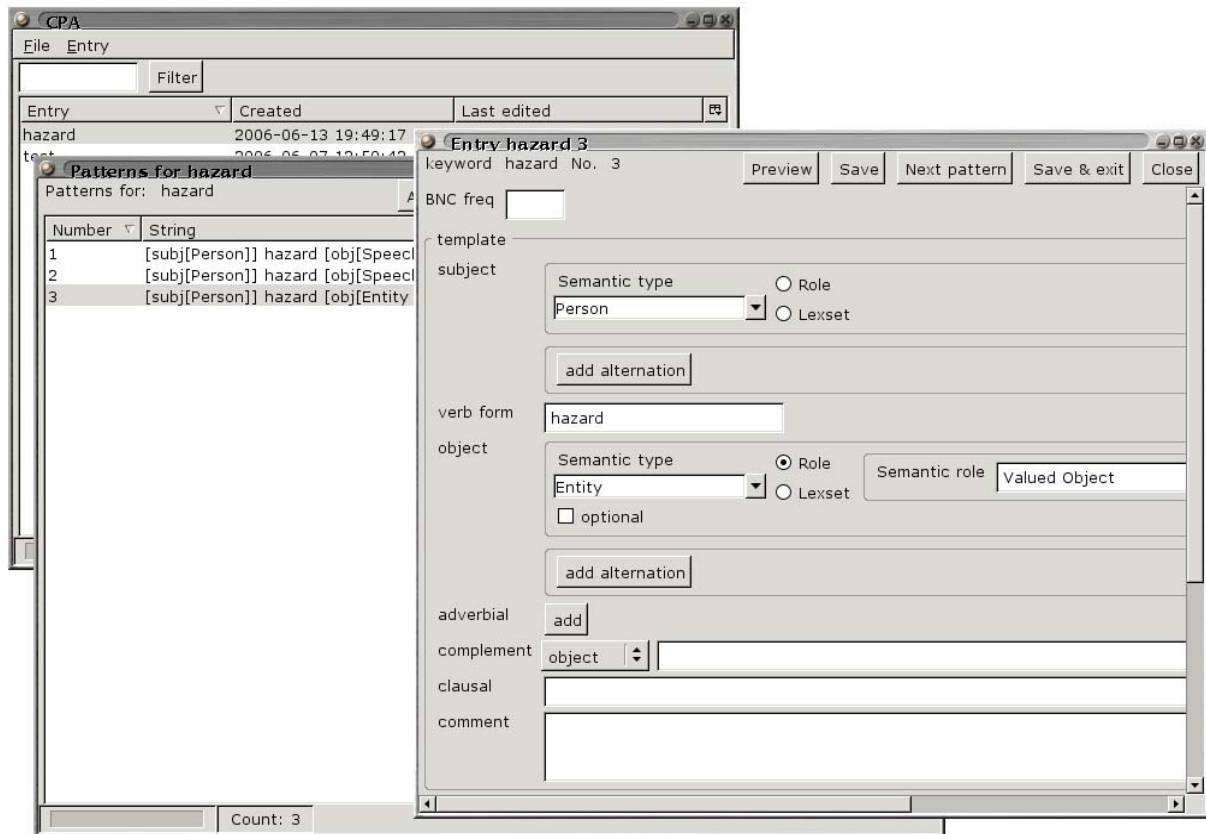 CPA
File Entry
Filter
Entry Created Last edited
hazard 2006-06-13 19:49:17
Patterns for hazard
Patterns for: hazard
Number String
1 [subj[Person]] hazard [obj[Speec
2 [subj[Person]] hazard [obj[Speec
3 [subj[Person]] hazard [obj[Entity
Count: 3
Entry hazard 3
keyword hazard No. 3 Preview Save Next pattern Save & exit Close
BNC freq
template
subject
Semantic type Role
Person Lexset
add alternation
verb form hazard
object
Semantic type Role Semantic role Valued Object
Entity Lexset
optional
add alternation
adverbial add
complement object
clausal
comment